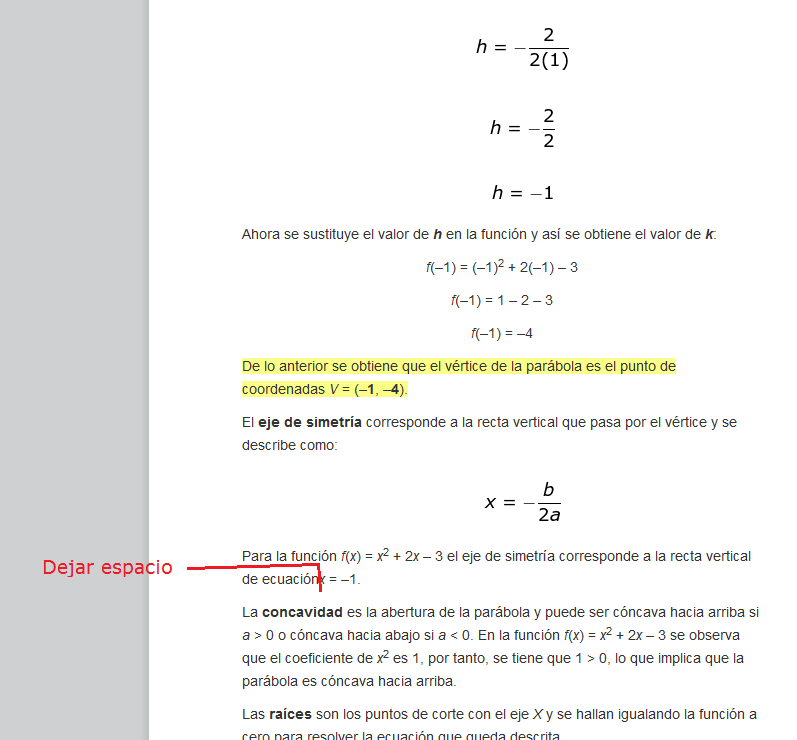 h = −2/2(1)
h = −2/2
h = −1
Ahora se sustituye el valor de h en la función y así se obtiene el valor de k:
f(–1) = (–1)² + 2(–1) – 3
f(–1) = 1 – 2 – 3
f(–1) = –4
De lo anterior se obtiene que el vértice de la parábola es el punto de
coordenadas V = (–1, –4).
El eje de simetría corresponde a la recta vertical que pasa por el vértice y se
describe como:
x = −b/2a
Para la función f(x) = x² + 2x – 3 el eje de simetría corresponde a la recta vertical
Dejar espacio
de ecuaciónx = –1.
La concavidad es la abertura de la parábola y puede ser cóncava hacia arriba si
a > 0 o cóncava hacia abajo si a < 0. En la función f(x) = x² + 2x – 3 se observa
que el coeficiente de x² es 1, por tanto, se tiene que 1 > 0, lo que implica que la
parábola es cóncava hacia arriba.
Las raíces son los puntos de corte con el eje X y se hallan igualando la función a
cero para resolver la ecuación que queda descrita